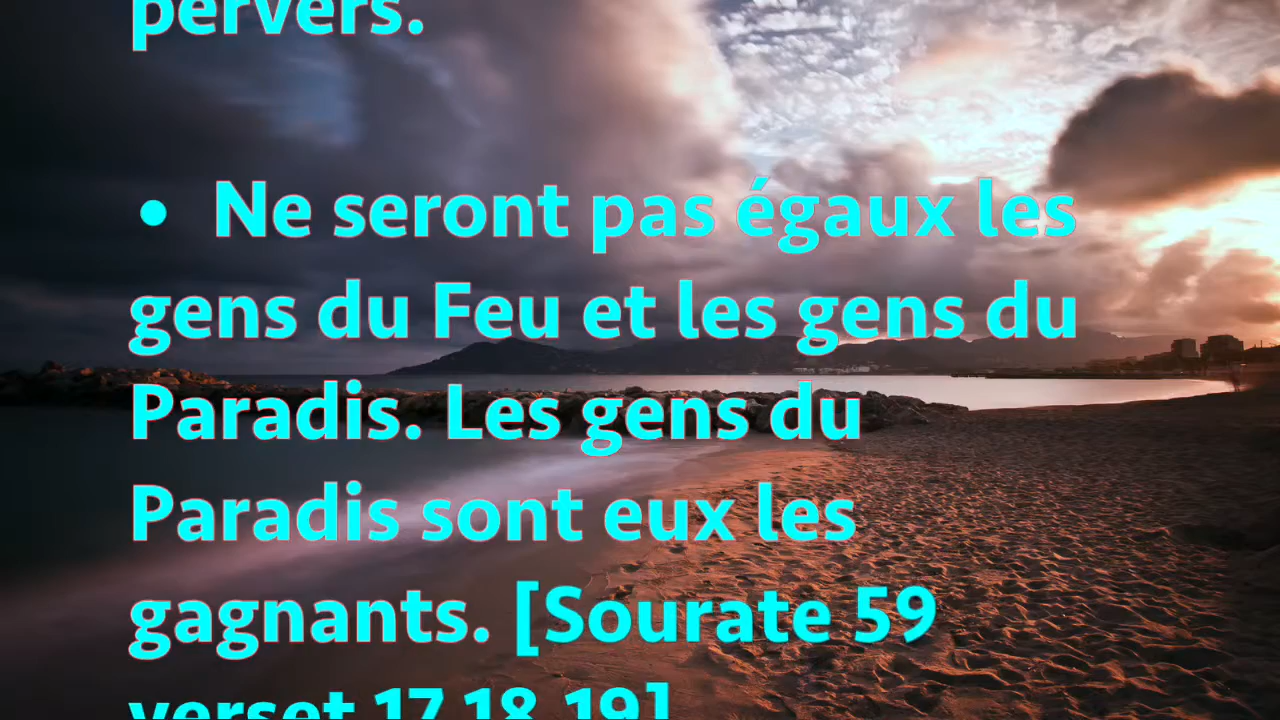 pervers.
• Ne seront pas égaux les
gens du Feu et les gens du
Paradis. Les gens du
Paradis sont eux les
gagnants. [Sourate 59
verset 17,18,19]